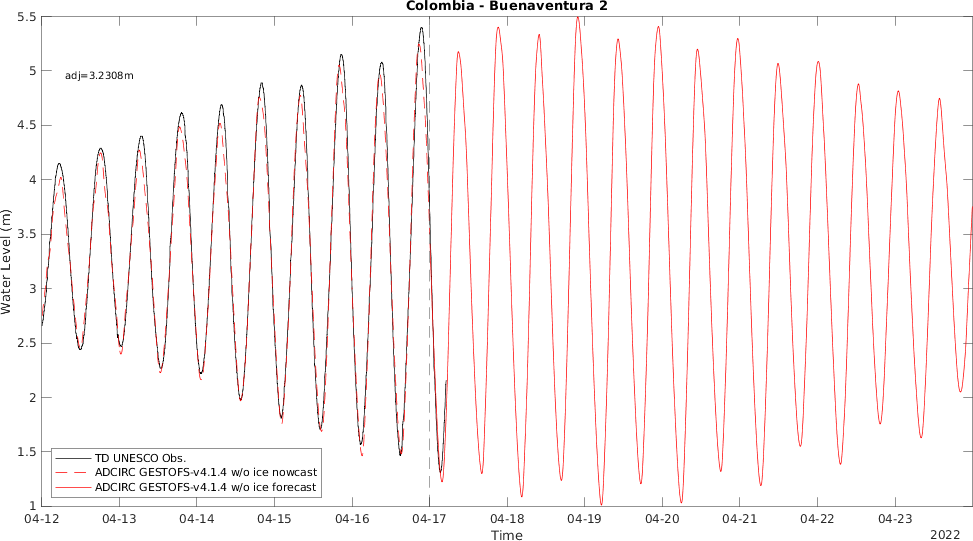 Colombia - Buenaventura 2
5.5
5
4.5
4
3.5
3
2.5
2
1.5
1
Water Level (m)
adj=3.2308m
TD UNESCO Obs.
ADCIRC GESTOFS-v4.1.4 w/o ice nowcast
ADCIRC GESTOFS-v4.1.4 w/o ice forecast
04-12 04-13 04-14 04-15 04-16 04-17 04-18 04-19 04-20 04-21 04-22 04-23
Time
2022